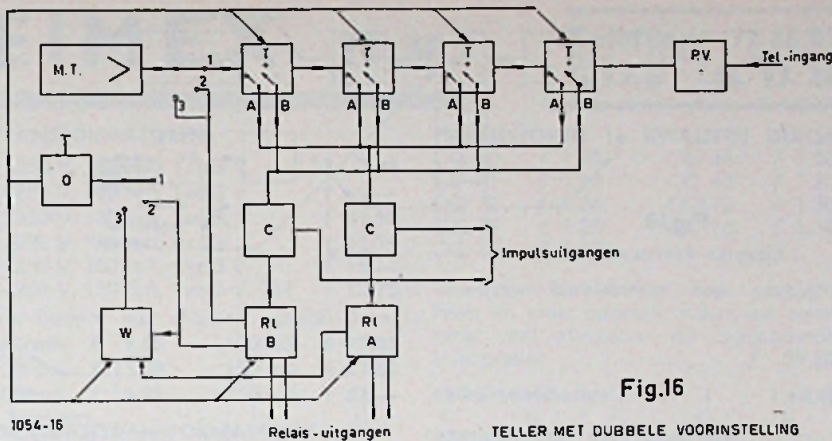 T T T T
M.T. 1 P.V. Tel-ingang
2
3
A B A B A B A B
T
O 1
3 2
C C Impulsuitgangen
W Rl B Rl A
Fig.16
1054-16 Relais-uitgangen TELLER MET DUBBELE VOORINSTELLING